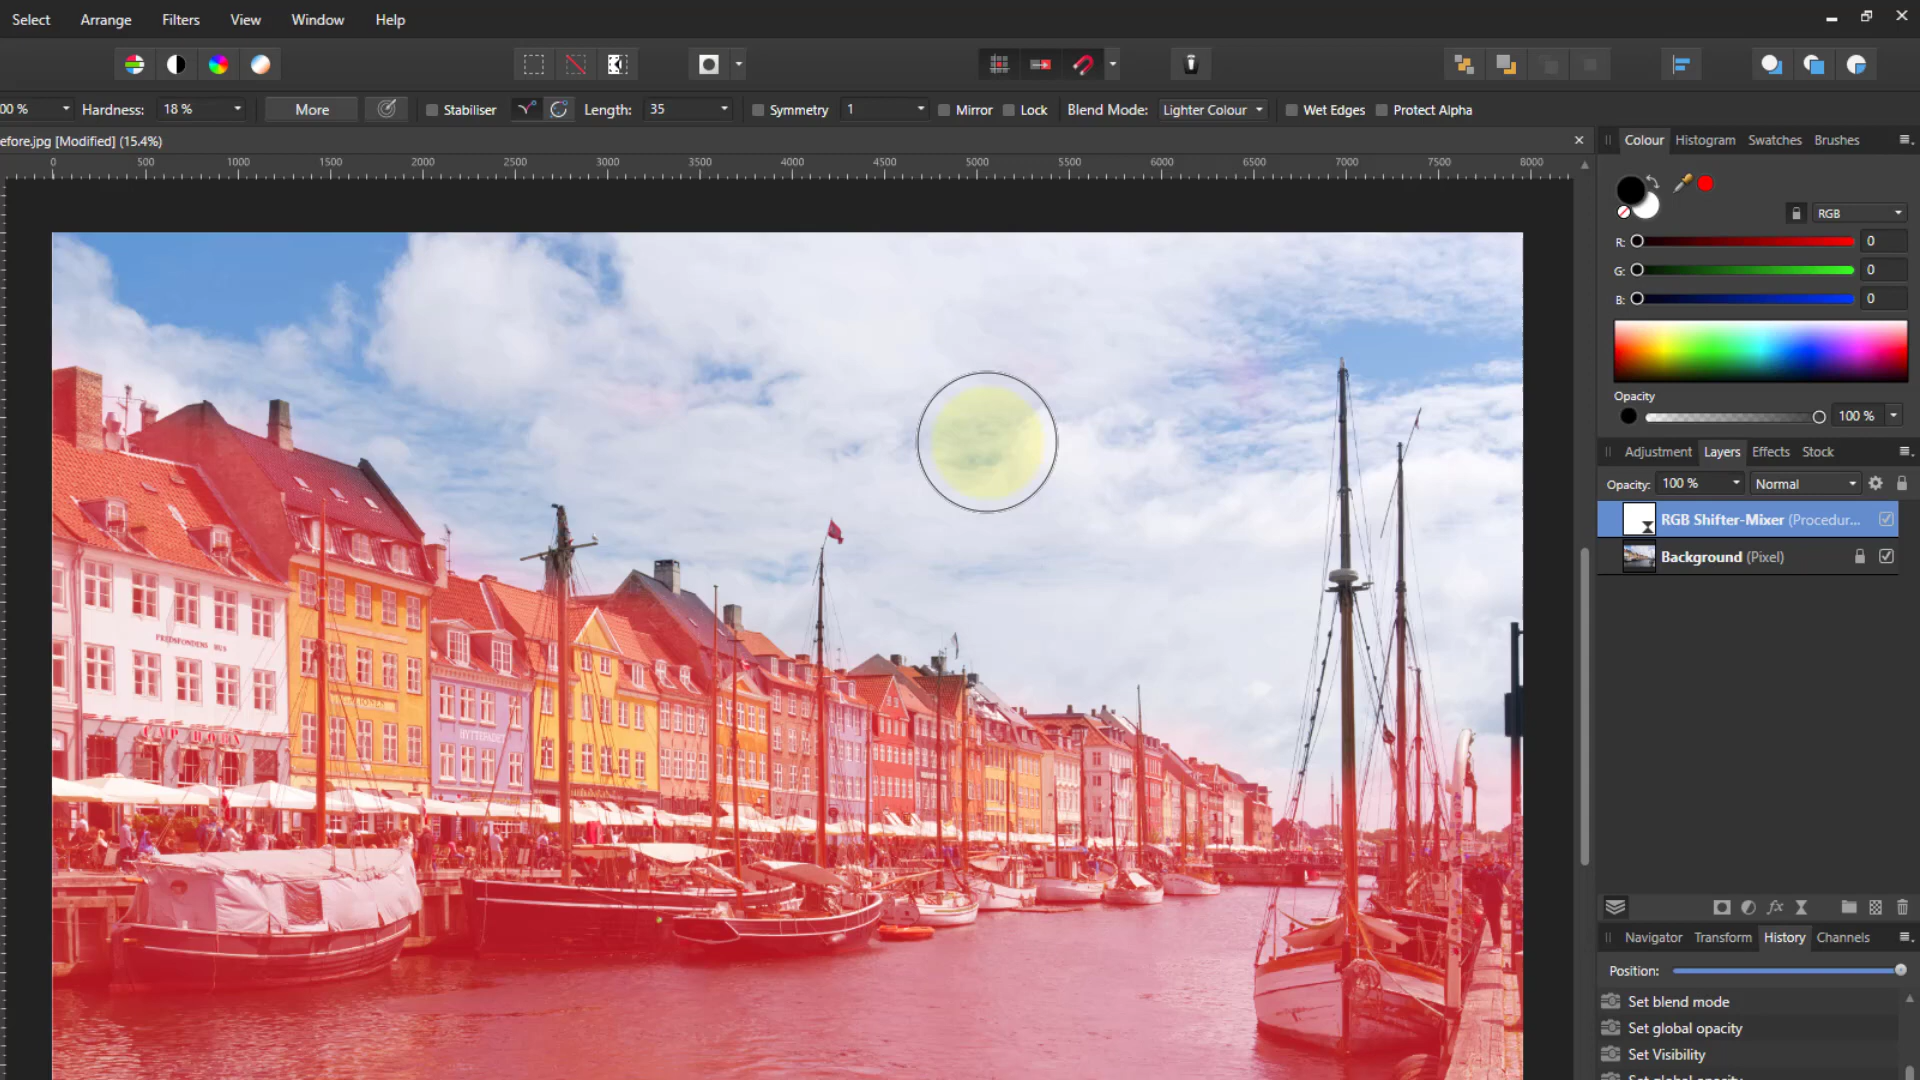 Select Arrange Filters View Window Help
00 % Hardness: 18 % More Stabiliser Length: 35 Symmetry 1 Mirror Lock Blend Mode: Lighter Colour Wet Edges Protect Alpha
efore.jpg [Modified] (15.4%)
0 500 1000 1500 2000 2500 3000 3500 4000 4500 5000 5500 6000 6500 7000 7500 8000
Colour Histogram Swatches Brushes
RGB
R: 0
G: 0
B: 0
Opacity
100 %
Adjustment Layers Effects Stock
Opacity: 100 % Normal
RGB Shifter-Mixer (Procedur...
Background (Pixel)
fx
Navigator Transform History Channels
Position:
Set blend mode
Set global opacity
Set Visibility
Set global opacity